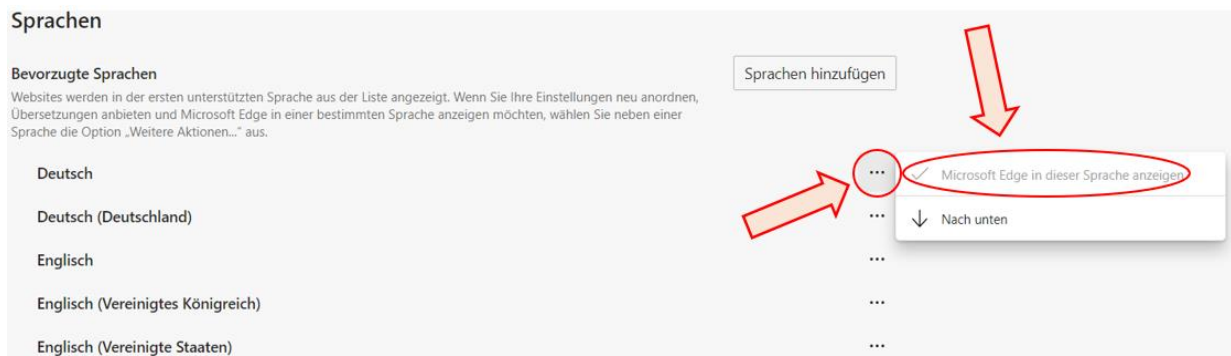 Sprachen
Bevorzugte Sprachen
Sprachen hinzufügen
Websites werden in der ersten unterstützten Sprache aus der Liste angezeigt. Wenn Sie Ihre Einstellungen neu anordnen,
Übersetzungen anbieten und Microsoft Edge in einer bestimmten Sprache anzeigen möchten, wählen Sie neben einer
Sprache die Option „Weitere Aktionen..." aus.
Deutsch
Microsoft Edge in dieser Sprache anzeigen
Deutsch (Deutschland)
Nach unten
Englisch
Englisch (Vereinigtes Königreich)
Englisch (Vereinigte Staaten)